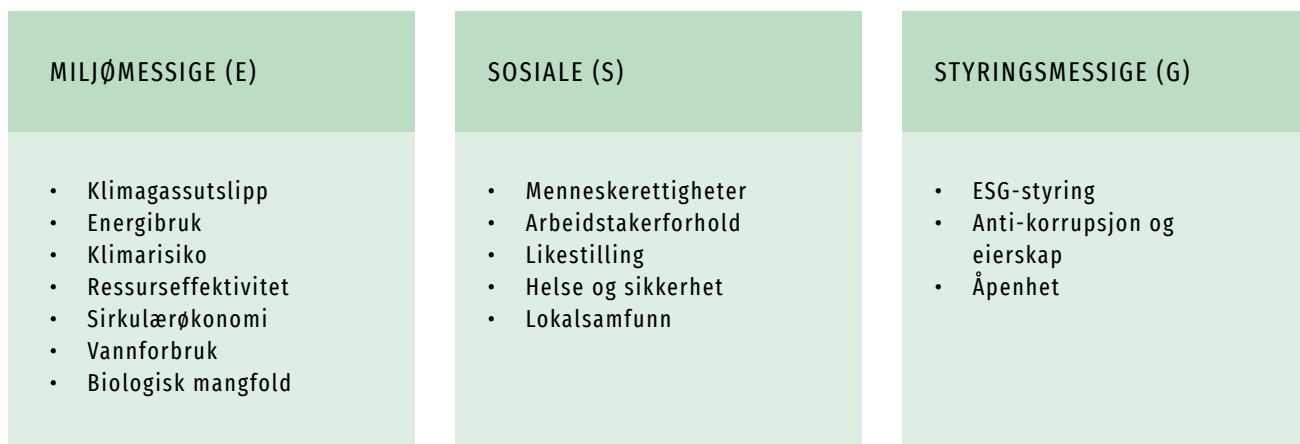 MILJØMESSIGE (E)
• Klimagassutslipp
• Energibruk
• Klimarisiko
• Ressurseffektivitet
• Sirkulærøkonomi
• Vannforbruk
• Biologisk mangfold
SOSIALE (S)
• Menneskerettigheter
• Arbeidstakerforhold
• Likestilling
• Helse og sikkerhet
• Lokalsamfunn
STYRINGSMESSIGE (G)
• ESG-styring
• Anti-korrupsjon og
eierskap
• Åpenhet